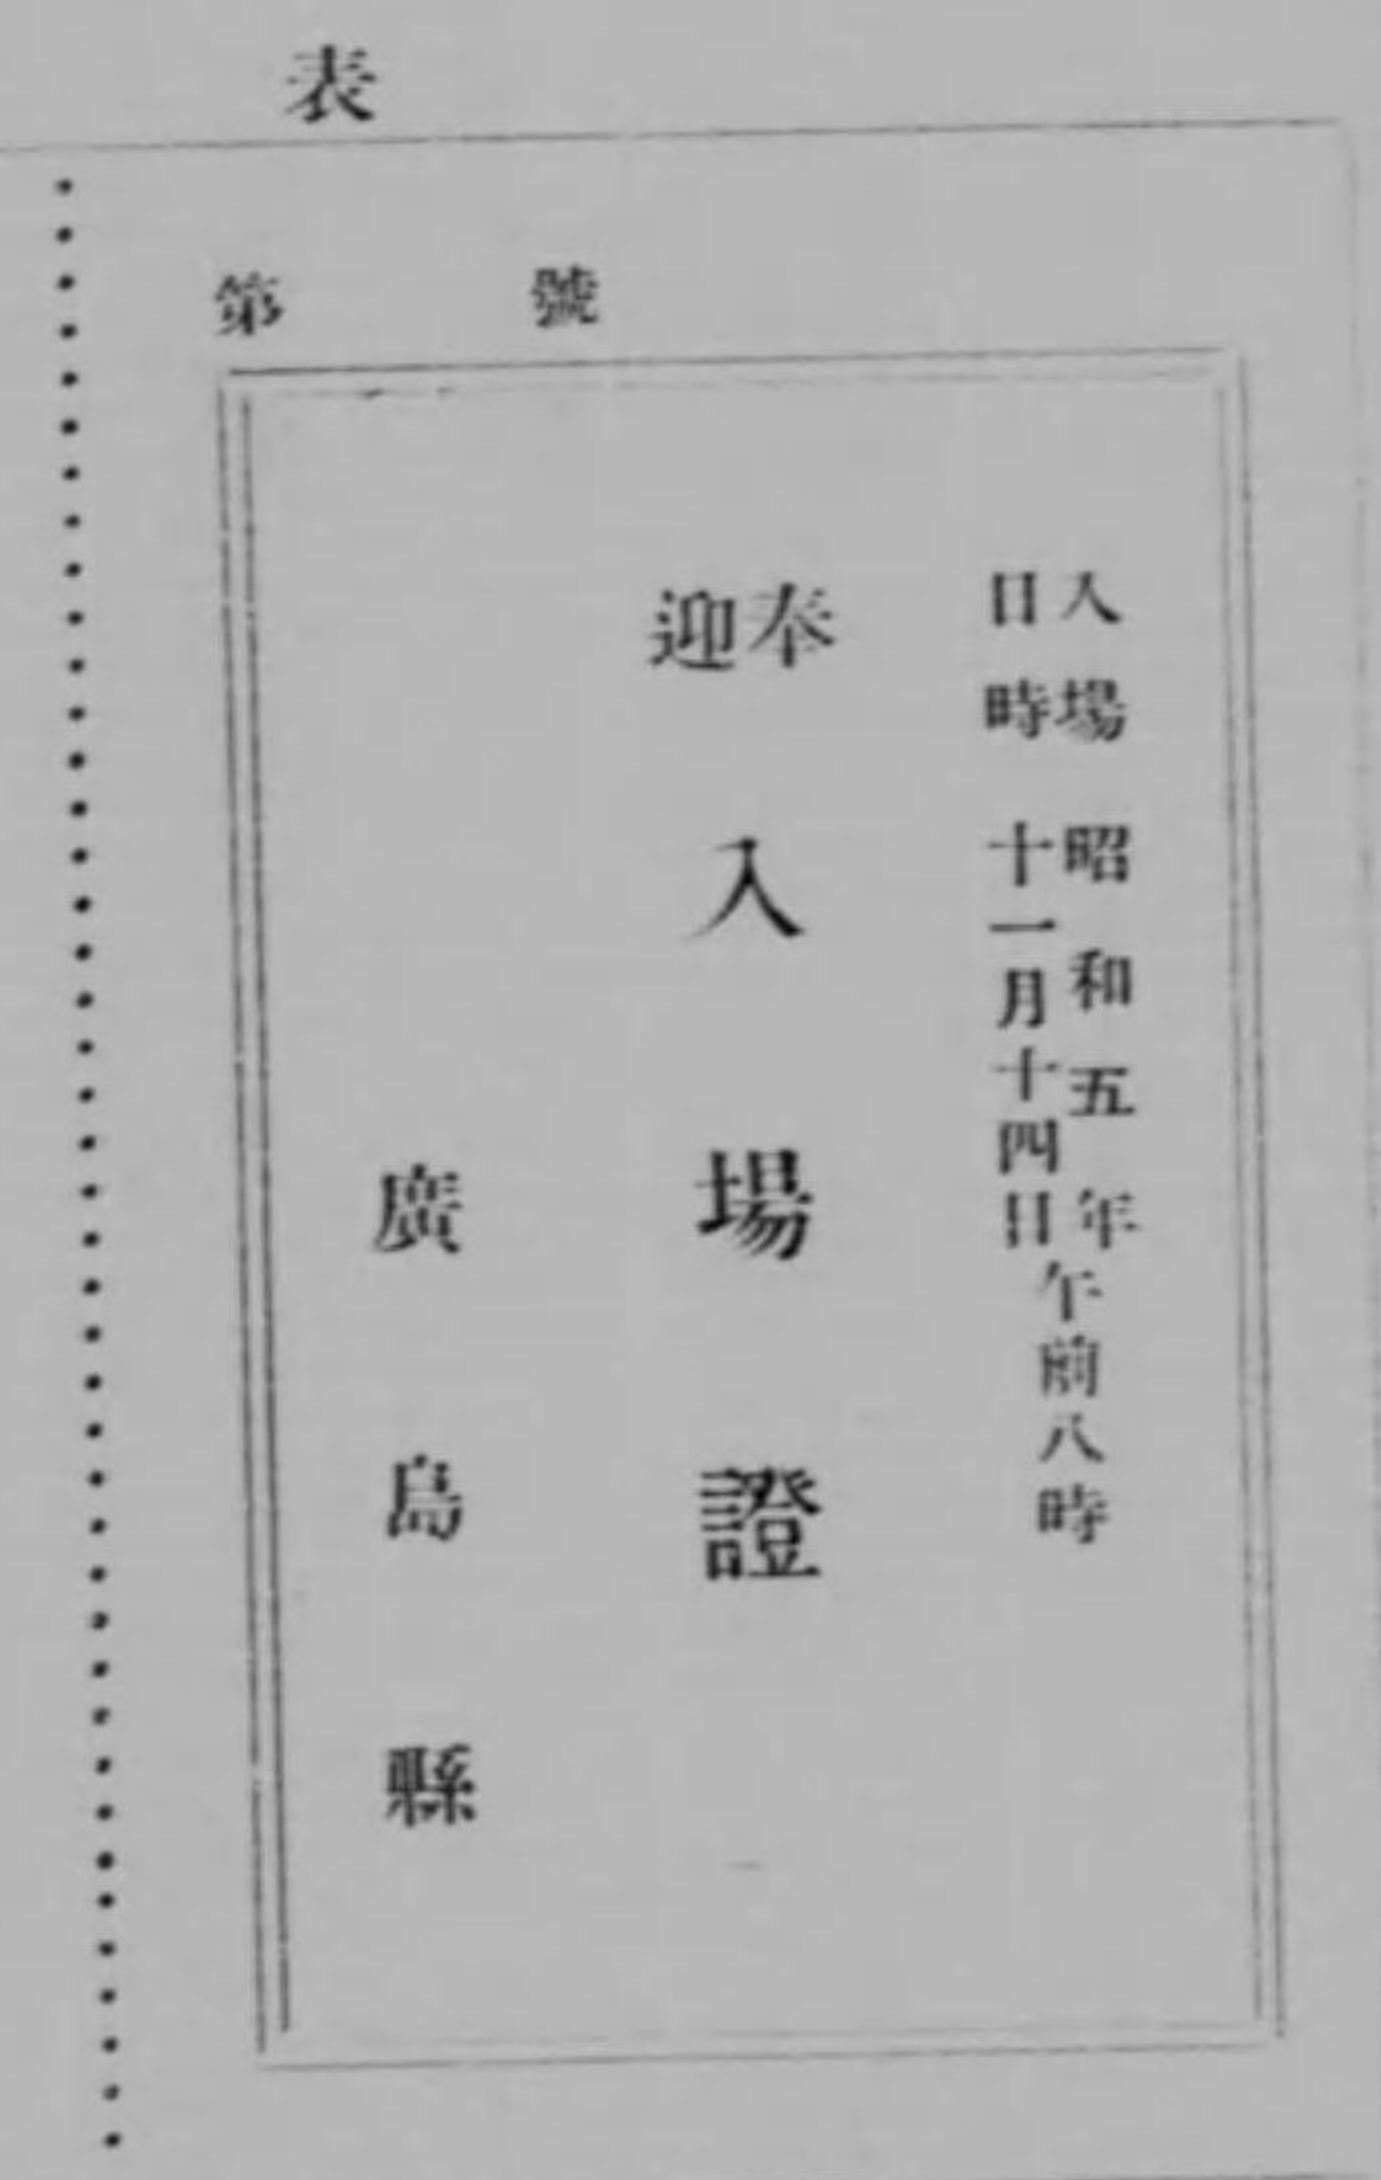 表
第　號
入場
日時
昭和五年
十一月十四日
午前八時
奉迎
入場證
廣島縣